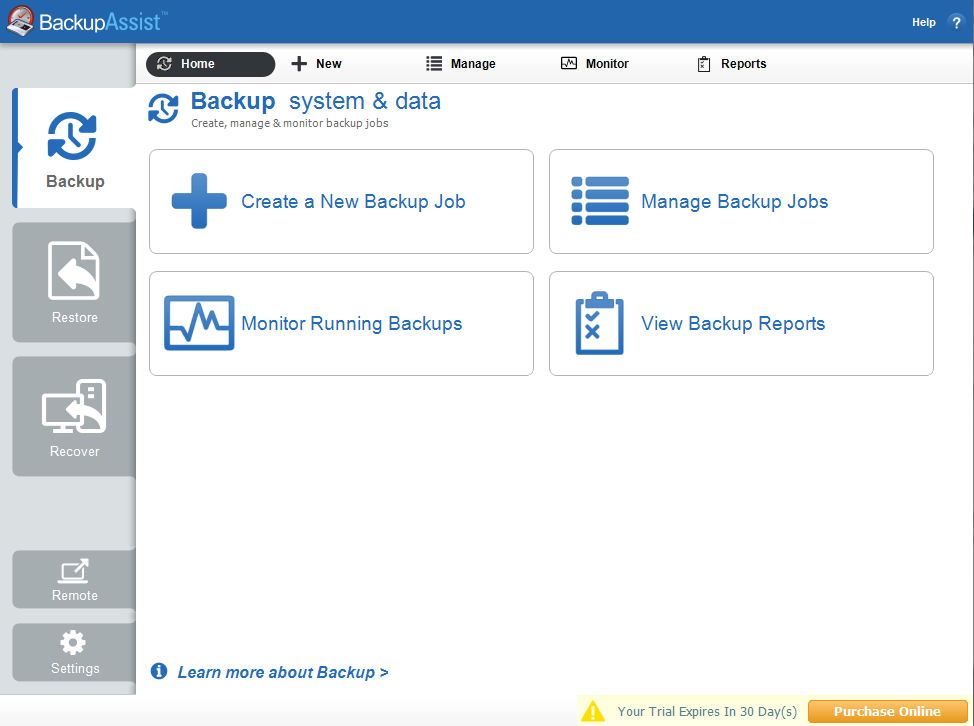 BackupAssist™
Help ?
Home New Manage Monitor Reports
Backup system & data
Create, manage & monitor backup jobs
Backup
Create a New Backup Job
Manage Backup Jobs
Restore
Monitor Running Backups
View Backup Reports
Recover
Remote
Settings
Learn more about Backup >
Your Trial Expires In 30 Day(s)
Purchase Online